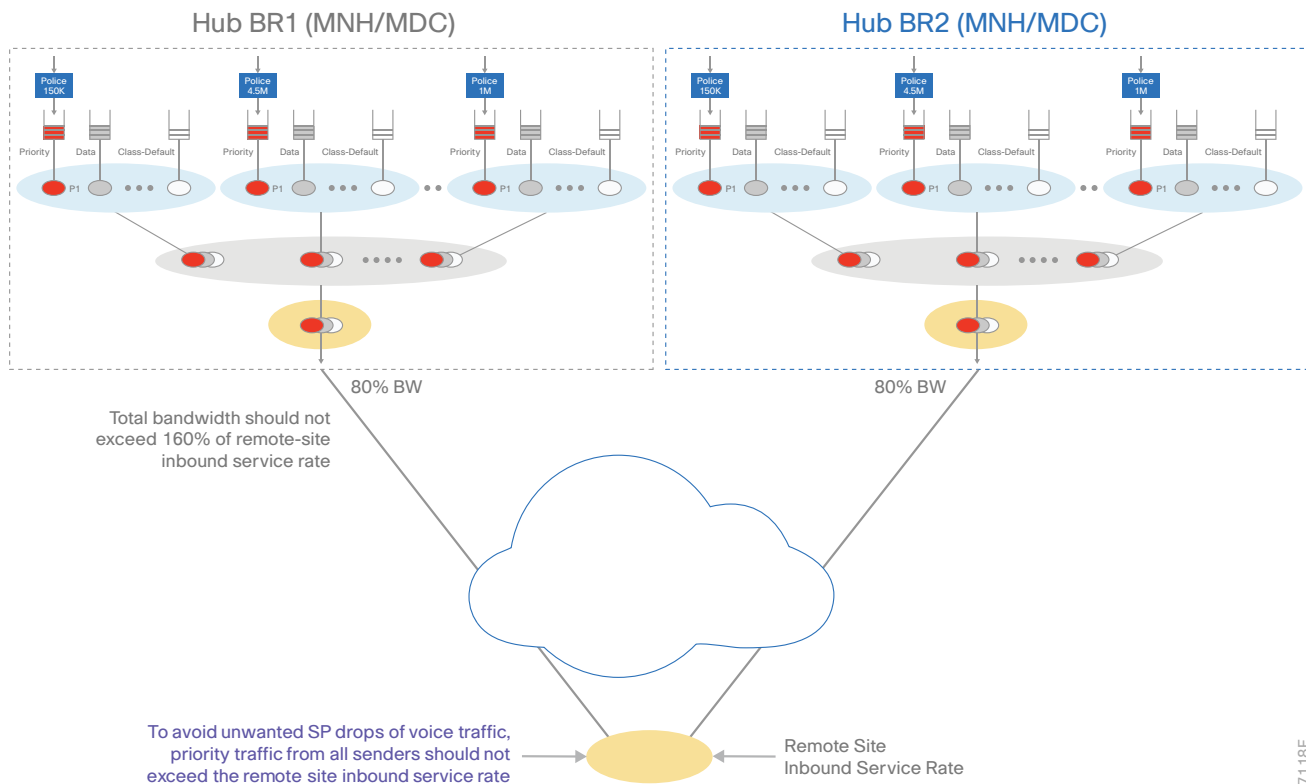 Hub BR1 (MNH/MDC)
Hub BR2 (MNH/MDC)
Police
150K
Police
4.5M
Police
1M
Police
150K
Police
4.5M
Police
1M
Priority Data Class-Default
Priority Data Class-Default
Priority Data Class-Default
Priority Data Class-Default
Priority Data Class-Default
Priority Data Class-Default
P1
P1
P1
P1
P1
P1
80% BW
80% BW
Total bandwidth should not
exceed 160% of remote-site
inbound service rate
To avoid unwanted SP drops of voice traffic,
priority traffic from all senders should not
exceed the remote site inbound service rate
Remote Site
Inbound Service Rate